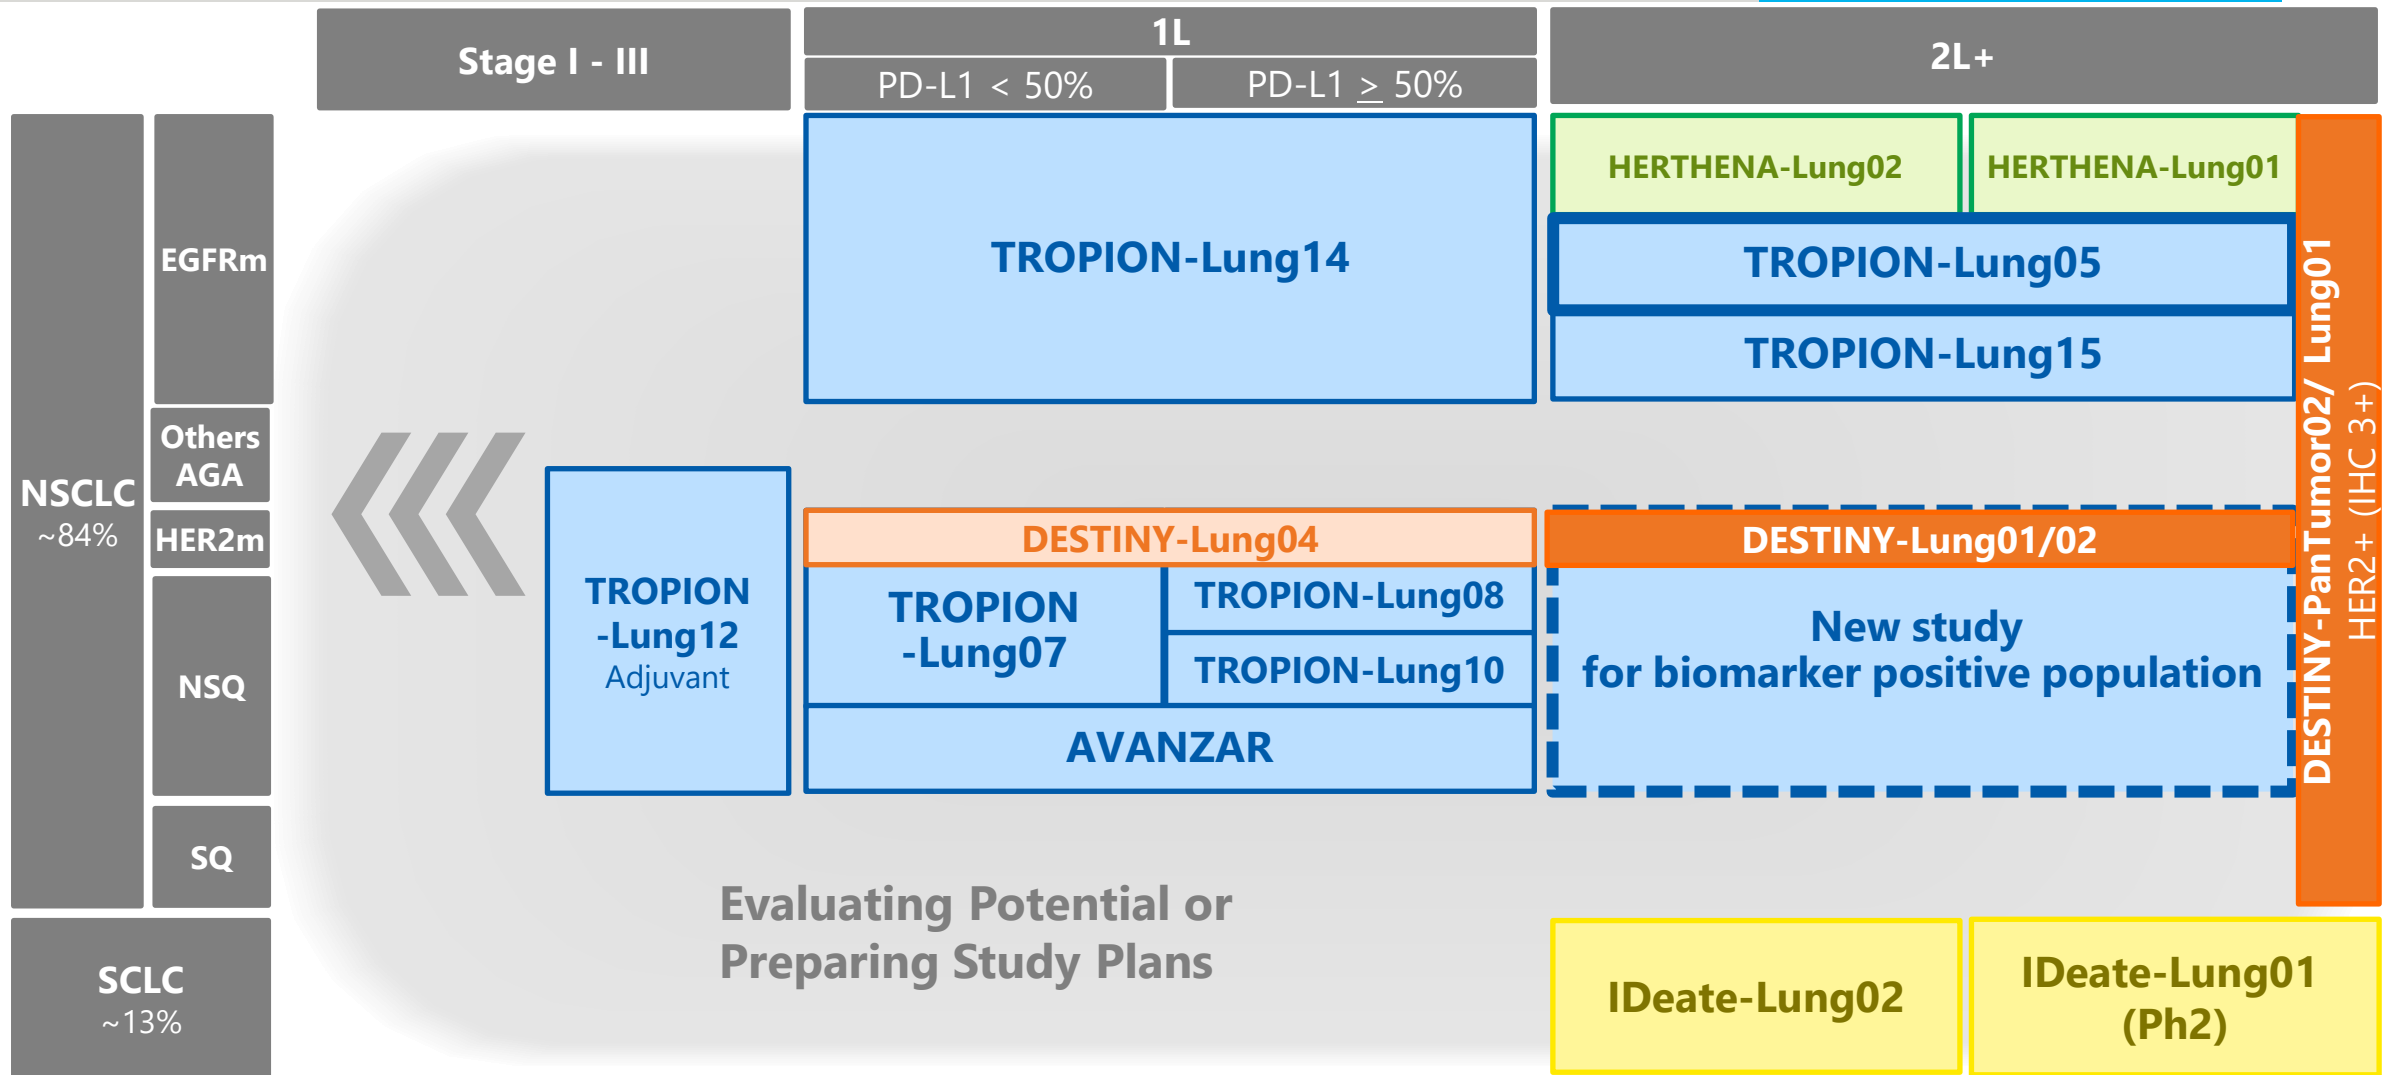 Stage I - III
1L
PD-L1 < 50%
PD-L1 ≥ 50%
2L+
NSCLC
~84%
EGFRm
Others
AGA
HER2m
NSQ
SQ
SCLC
~13%
TROPION-Lung14
HERTHENA-Lung02
HERTHENA-Lung01
TROPION-Lung05
TROPION-Lung15
DESTINY-PanTumor02/ Lung01
HER2+ (IHC 3+)
TROPION
-Lung12
Adjuvant
DESTINY-Lung04
TROPION
-Lung07
TROPION-Lung08
TROPION-Lung10
AVANZAR
DESTINY-Lung01/02
New study
for biomarker positive population
Evaluating Potential or
Preparing Study Plans
IDeate-Lung02
IDeate-Lung01
(Ph2)